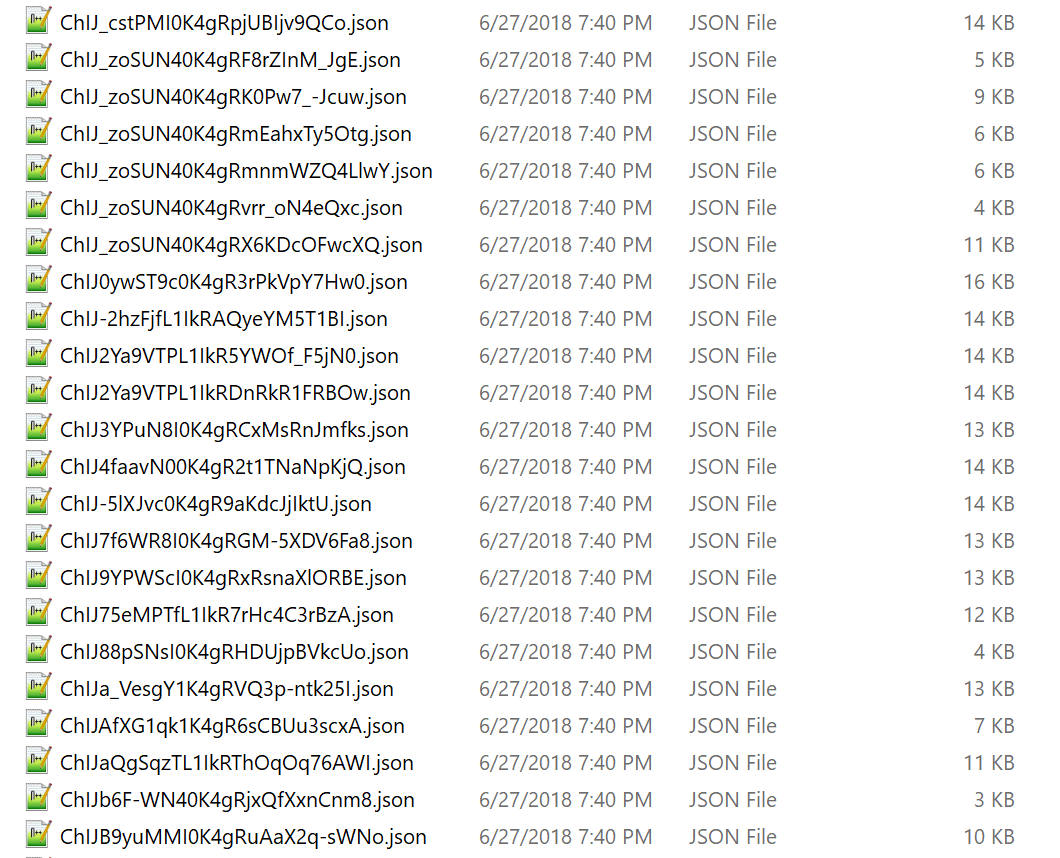 ChIJ_cstPMI0K4gRpjUBIjv9QCo.json 6/27/2018 7:40 PM JSON File 14 KB
ChIJ_zoSUN40K4gRF8rZInM_JgE.json 6/27/2018 7:40 PM JSON File 5 KB
ChIJ_zoSUN40K4gRK0Pw7_-Jcuw.json 6/27/2018 7:40 PM JSON File 9 KB
ChIJ_zoSUN40K4gRmEahxTy5Otg.json 6/27/2018 7:40 PM JSON File 6 KB
ChIJ_zoSUN40K4gRmnmWZQ4LlwY.json 6/27/2018 7:40 PM JSON File 6 KB
ChIJ_zoSUN40K4gRvrr_oN4eQxc.json 6/27/2018 7:40 PM JSON File 4 KB
ChIJ_zoSUN40K4gRX6KDcOFwcXQ.json 6/27/2018 7:40 PM JSON File 11 KB
ChIJ0ywST9c0K4gR3rPkVpY7Hw0.json 6/27/2018 7:40 PM JSON File 16 KB
ChIJ-2hzFjfL1IkRAQyeYM5T1BI.json 6/27/2018 7:40 PM JSON File 14 KB
ChIJ2Ya9VTPL1IkR5YWOf_F5jN0.json 6/27/2018 7:40 PM JSON File 14 KB
ChIJ2Ya9VTPL1IkRDnRkR1FRBOw.json 6/27/2018 7:40 PM JSON File 14 KB
ChIJ3YPuN8I0K4gRCxMsRnJmfks.json 6/27/2018 7:40 PM JSON File 13 KB
ChIJ4faavN00K4gR2t1TNaNpKjQ.json 6/27/2018 7:40 PM JSON File 14 KB
ChIJ-5lXJvc0K4gR9aKdcJjIktU.json 6/27/2018 7:40 PM JSON File 14 KB
ChIJ7f6WR8I0K4gRGM-5XDV6Fa8.json 6/27/2018 7:40 PM JSON File 13 KB
ChIJ9YPWScI0K4gRxRsnaXlORBE.json 6/27/2018 7:40 PM JSON File 13 KB
ChIJ75eMPTfL1IkR7rHc4C3rBzA.json 6/27/2018 7:40 PM JSON File 12 KB
ChIJ88pSNsI0K4gRHDUjpBVkcUo.json 6/27/2018 7:40 PM JSON File 4 KB
ChIJa_VesgY1K4gRVQ3p-ntk25I.json 6/27/2018 7:40 PM JSON File 13 KB
ChIJAfXG1qk1K4gR6sCBUu3scxA.json 6/27/2018 7:40 PM JSON File 7 KB
ChIJaQgSqzTL1IkRThOqOq76AWI.json 6/27/2018 7:40 PM JSON File 11 KB
ChIJb6F-WN40K4gRjxQfXxnCnm8.json 6/27/2018 7:40 PM JSON File 3 KB
ChIJB9yuMMI0K4gRuAaX2q-sWNo.json 6/27/2018 7:40 PM JSON File 10 KB